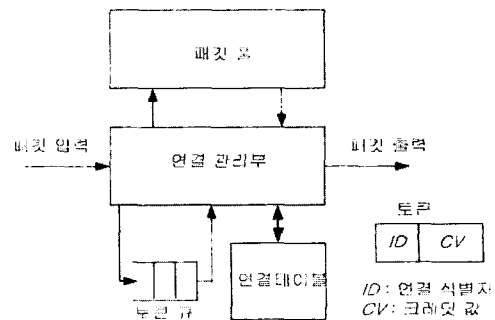 패킷 풀
패킷 입력
연결 관리부
패킷 출력
토큰
ID
CV
연결테이블
토큰 큐
ID: 연결 식별자
CV: 크레딧 값